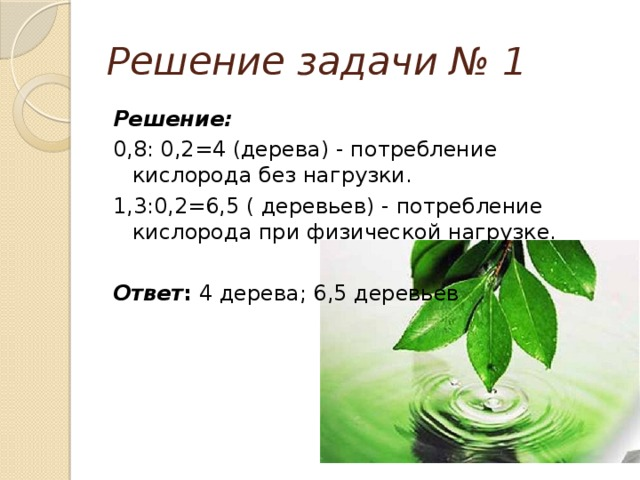 Решение задачи № 1
Решение:
0,8: 0,2=4 (дерева) - потребление
кислорода без нагрузки.
1,3:0,2=6,5 ( деревьев) - потребление
кислорода при физической нагрузке.
Ответ: 4 дерева; 6,5 деревьев